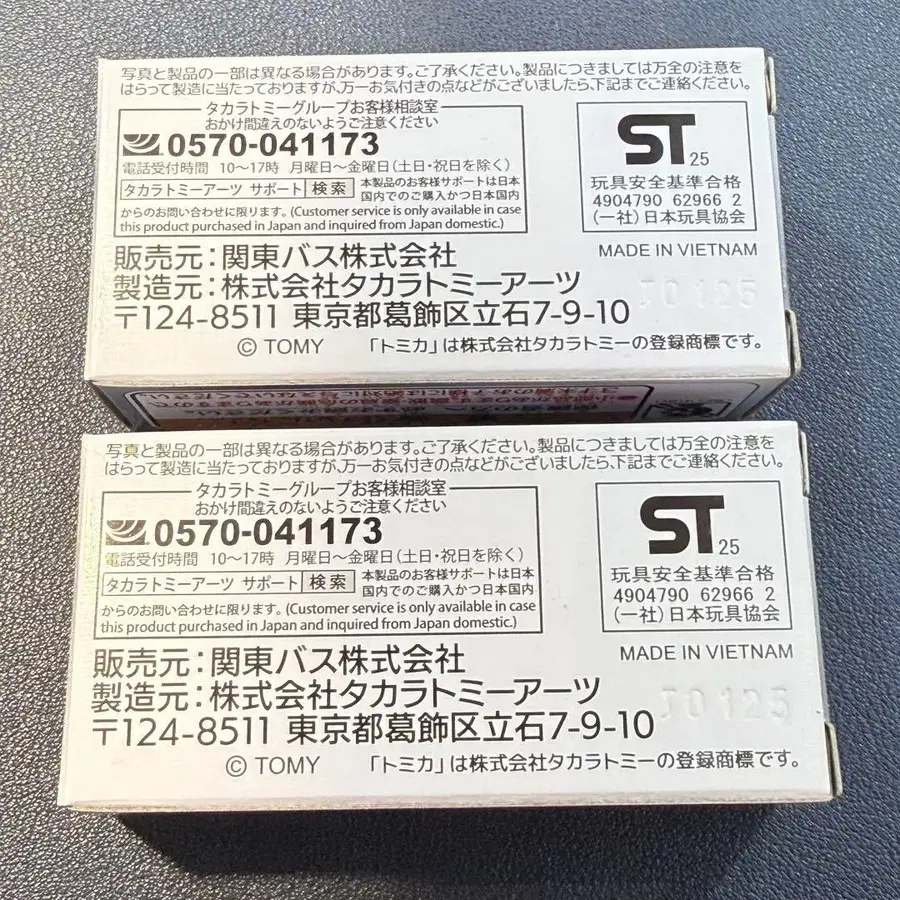 写真と製品の一部は異なる場合があります。ご了承ください。製品につきましては万全の注意を
はらって製造に当たっておりますが、万一お気付きの点などがございましたら、下記までご連絡ください。
タカラトミーグループお客様相談室
おかけ間違えのないようご注意ください
0570-041173
電話受付時間 10〜17時 月曜日〜金曜日(土日・祝日を除く)
タカラトミーアーツ サポート 検索 本製品のお客様サポートは日本
国内でのご購入かつ日本国内
からのお問い合わせに限ります。(Customer service is only available in case
this product purchased in Japan and inquired from Japan domestic.)
ST 25
玩具安全基準合格
4904790 62966 2
(一社)日本玩具協会
MADE IN VIETNAM
販売元:関東バス株式会社
製造元:株式会社タカラトミーアーツ
J0125
〒124-8511 東京都葛飾区立石7-9-10
© TOMY 「トミカ」は株式会社タカラトミーの登録商標です。
写真と製品の一部は異なる場合があります。ご了承ください。製品につきましては万全の注意を
はらって製造に当たっておりますが、万一お気付きの点などがございましたら、下記までご連絡ください。
タカラトミーグループお客様相談室
おかけ間違えのないようご注意ください
0570-041173
電話受付時間 10〜17時 月曜日〜金曜日(土日・祝日を除く)
タカラトミーアーツ サポート 検索 本製品のお客様サポートは日本
国内でのご購入かつ日本国内
からのお問い合わせに限ります。(Customer service is only available in case
this product purchased in Japan and inquired from Japan domestic.)
ST 25
玩具安全基準合格
4904790 62966 2
(一社)日本玩具協会
MADE IN VIETNAM
販売元:関東バス株式会社
製造元:株式会社タカラトミーアーツ
J0125
〒124-8511 東京都葛飾区立石7-9-10
© TOMY 「トミカ」は株式会社タカラトミーの登録商標です。